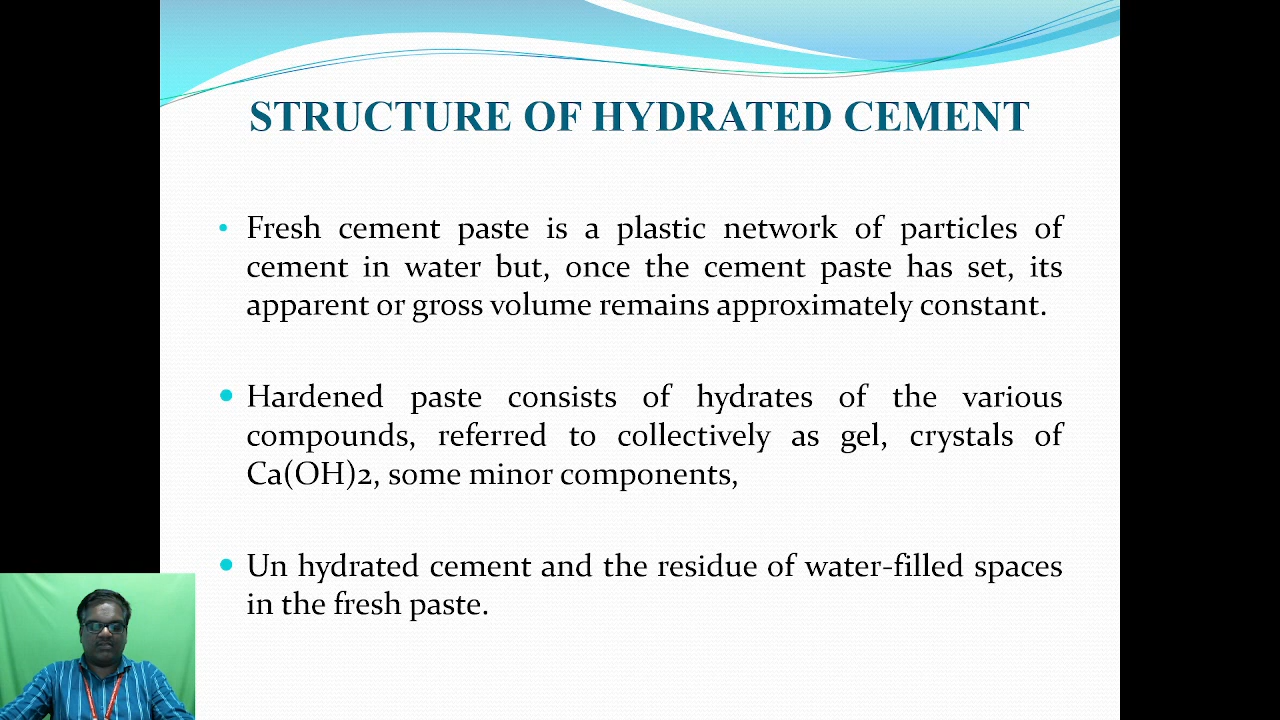 STRUCTURE OF HYDRATED CEMENT
• Fresh cement paste is a plastic network of particles of
cement in water but, once the cement paste has set, its
apparent or gross volume remains approximately constant.
• Hardened paste consists of hydrates of the various
compounds, referred to collectively as gel, crystals of
Ca(OH)2, some minor components,
• Un hydrated cement and the residue of water-filled spaces
in the fresh paste.